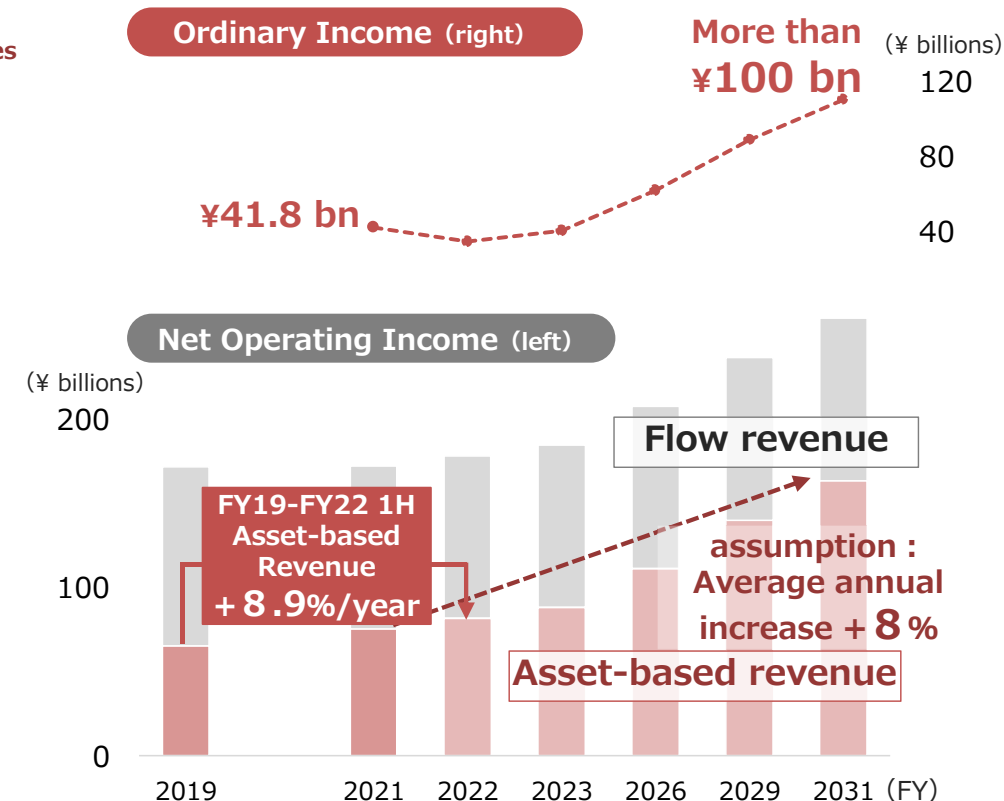 es
Ordinary Income (right)
More than
¥100 bn
(¥ billions)
120
80
40
¥41.8 bn
Net Operating Income (left)
(¥ billions)
200
100
0
Flow revenue
FY19-FY22 1H
Asset-based
Revenue
+8.9%/year
assumption :
Average annual
increase +8%
Asset-based revenue
2019 2021 2022 2023 2026 2029 2031 (FY)